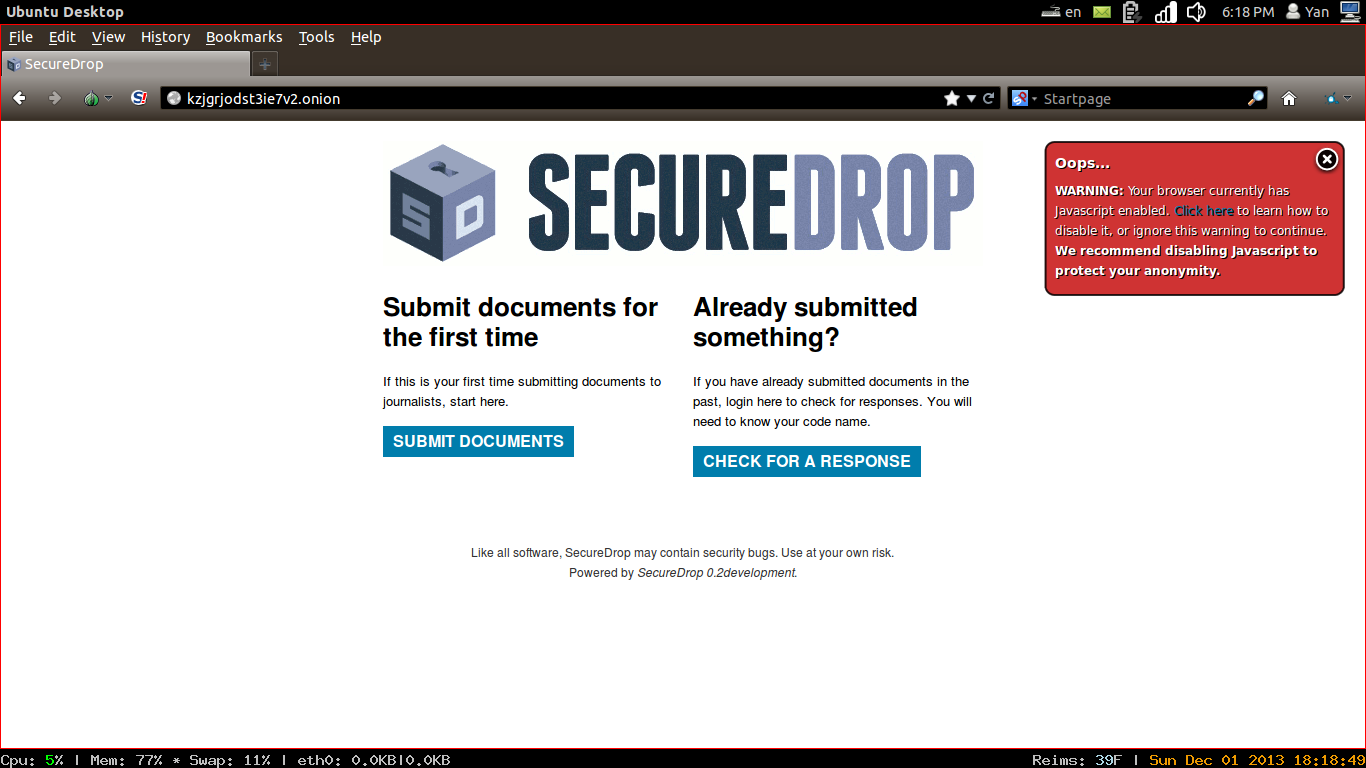 Ubuntu Desktop
en
6:18 PM
Yan
File Edit View History Bookmarks Tools Help
SecureDrop
S!
kzjgrjodst3ie7v2.onion
Startpage
SD
SECUREDROP
Oops...
WARNING: Your browser currently has
Javascript enabled. Click here to learn how to
disable it, or ignore this warning to continue.
We recommend disabling Javascript to
protect your anonymity.
Submit documents for
the first time
If this is your first time submitting documents to
journalists, start here.
SUBMIT DOCUMENTS
Already submitted
something?
If you have already submitted documents in the
past, login here to check for responses. You will
need to know your code name.
CHECK FOR A RESPONSE
Like all software, SecureDrop may contain security bugs. Use at your own risk.
Powered by SecureDrop 0.2development.
Cpu: 5% | Mem: 77% * Swap: 11% | eth0: 0.0KB|0.0KB
Reims: 39F | Sun Dec 01 2013 18:18:49